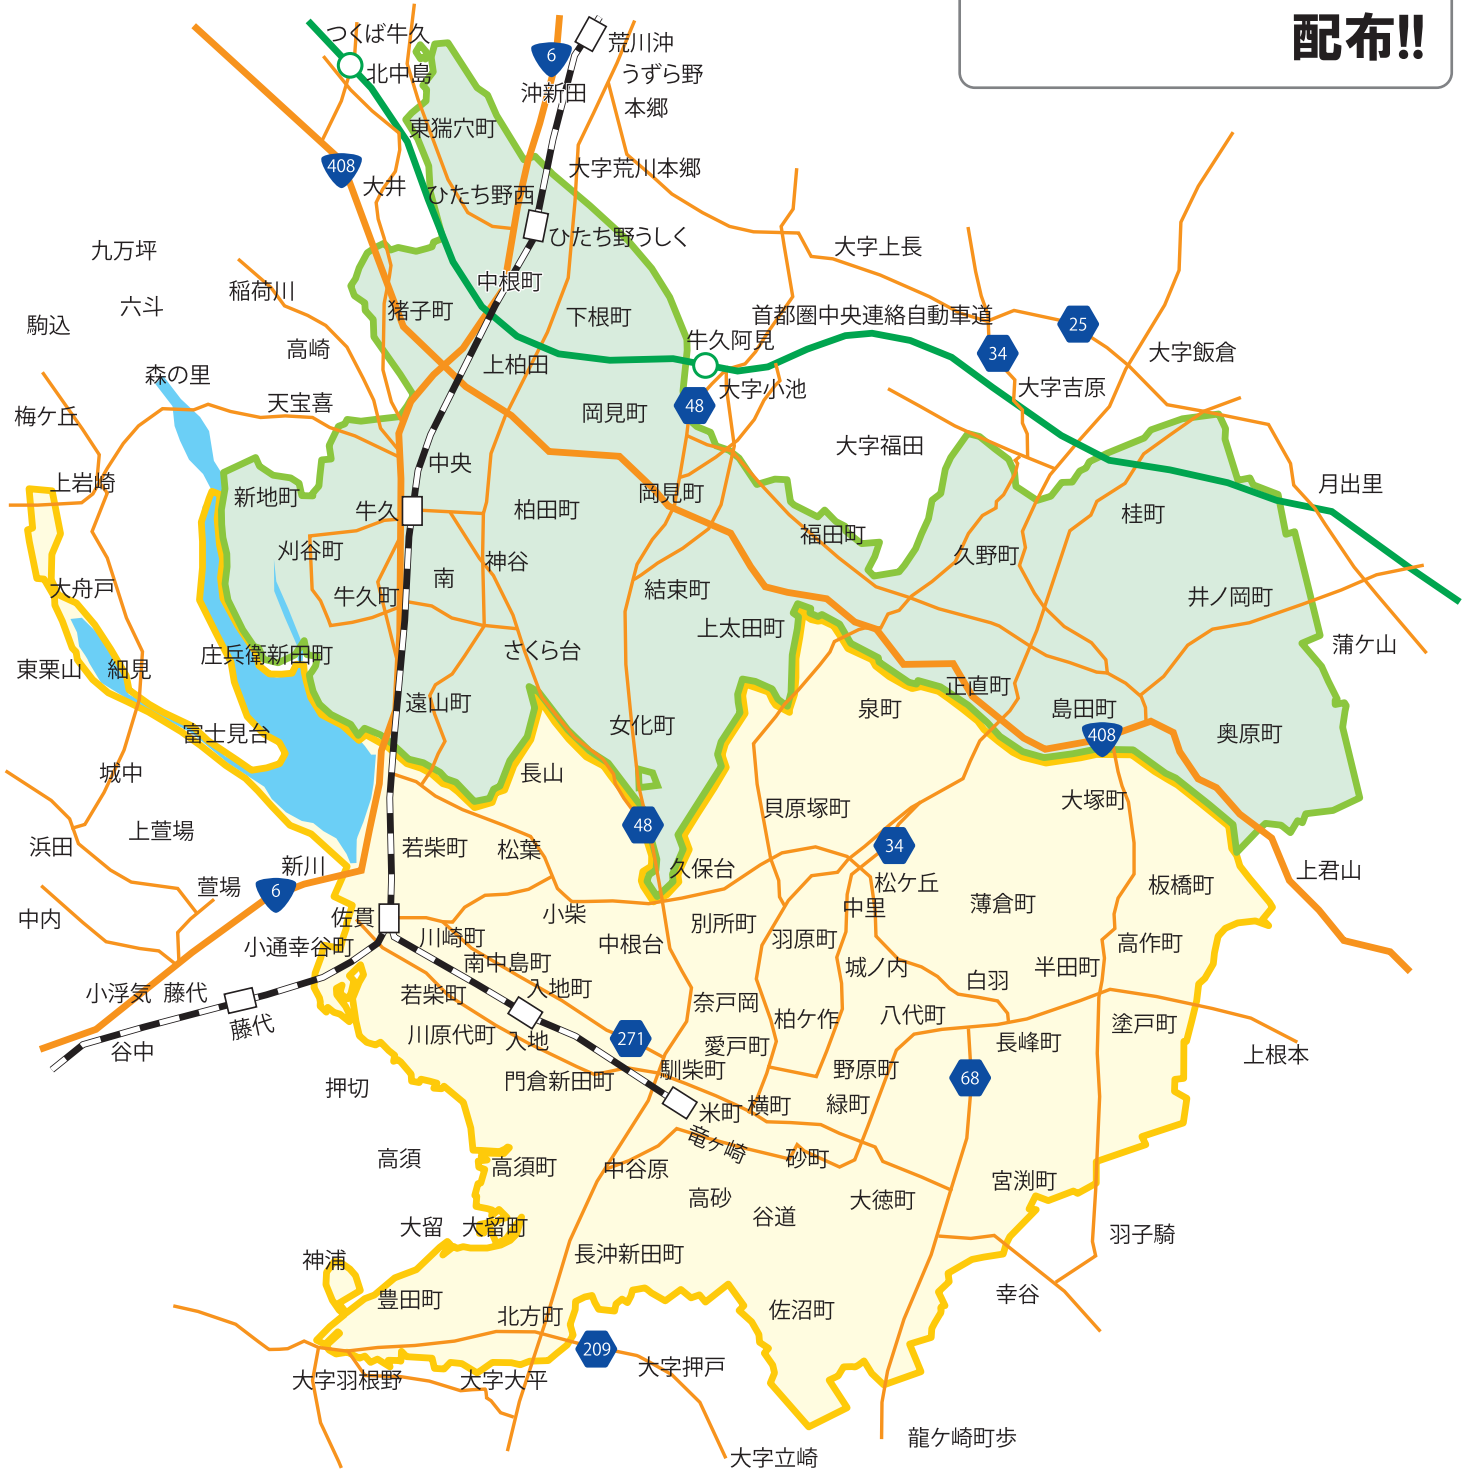 配布!!
つくば牛久
荒川沖
北中島
6
うずら野
沖新田
本郷
東猯穴町
408
大字荒川本郷
大井
ひたち野西
ひたち野うしく
九万坪
大字上長
中根町
稲荷川
六斗
猪子町
下根町
首都圏中央連絡自動車道
駒込
25
牛久阿見
高崎
34
大字飯倉
上柏田
森の里
大字小池
大字吉原
天宝喜
48
岡見町
梅ケ丘
大字福田
中央
上岩崎
月出里
新地町
岡見町
牛久
柏田町
桂町
福田町
刈谷町
神谷
久野町
南
大舟戸
結束町
牛久町
井ノ岡町
上太田町
蒲ケ山
さくら台
庄兵衛新田町
東栗山
細見
正直町
遠山町
泉町
島田町
女化町
富士見台
408
奥原町
城中
長山
大塚町
貝原塚町
上萱場
48
浜田
若柴町
松葉
34
新川
久保台
上君山
萱場
6
松ケ丘
板橋町
薄倉町
中里
小柴
佐貫
中内
別所町
川崎町
羽原町
中根台
高作町
小通幸谷町
南中島町
城ノ内
半田町
白羽
入地町
小浮気
藤代
若柴町
奈戸岡
八代町
柏ケ作
塗戸町
藤代
川原代町
271
入地
長峰町
愛戸町
谷中
上根本
馴柴町
野原町
門倉新田町
68
押切
横町
緑町
米町
竜ヶ崎
高須
高須町
中谷原
砂町
宮渕町
高砂
大徳町
谷道
大留
大留町
羽子騎
長沖新田町
神浦
幸谷
豊田町
佐沼町
北方町
209
大字押戸
大字羽根野
大字大平
龍ケ崎町歩
大字立崎